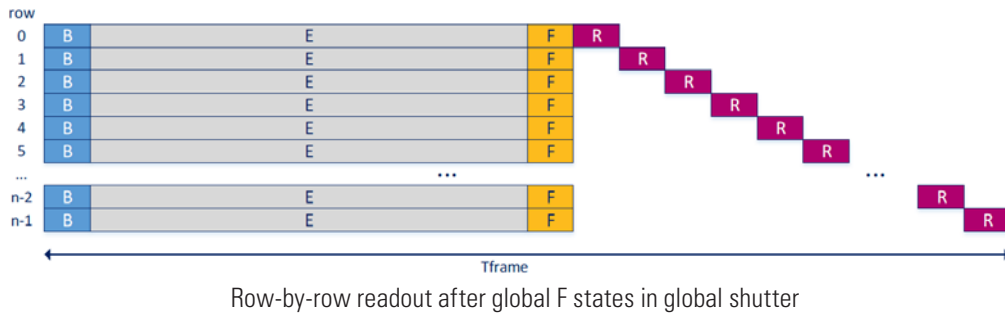 row
0 B E F R
1 B E F R
2 B E F R
3 B E F R
4 B E F R
5 B E F R
... ... ...
n-2 B E F R
n-1 B E F R
Tframe
Row-by-row readout after global F states in global shutter